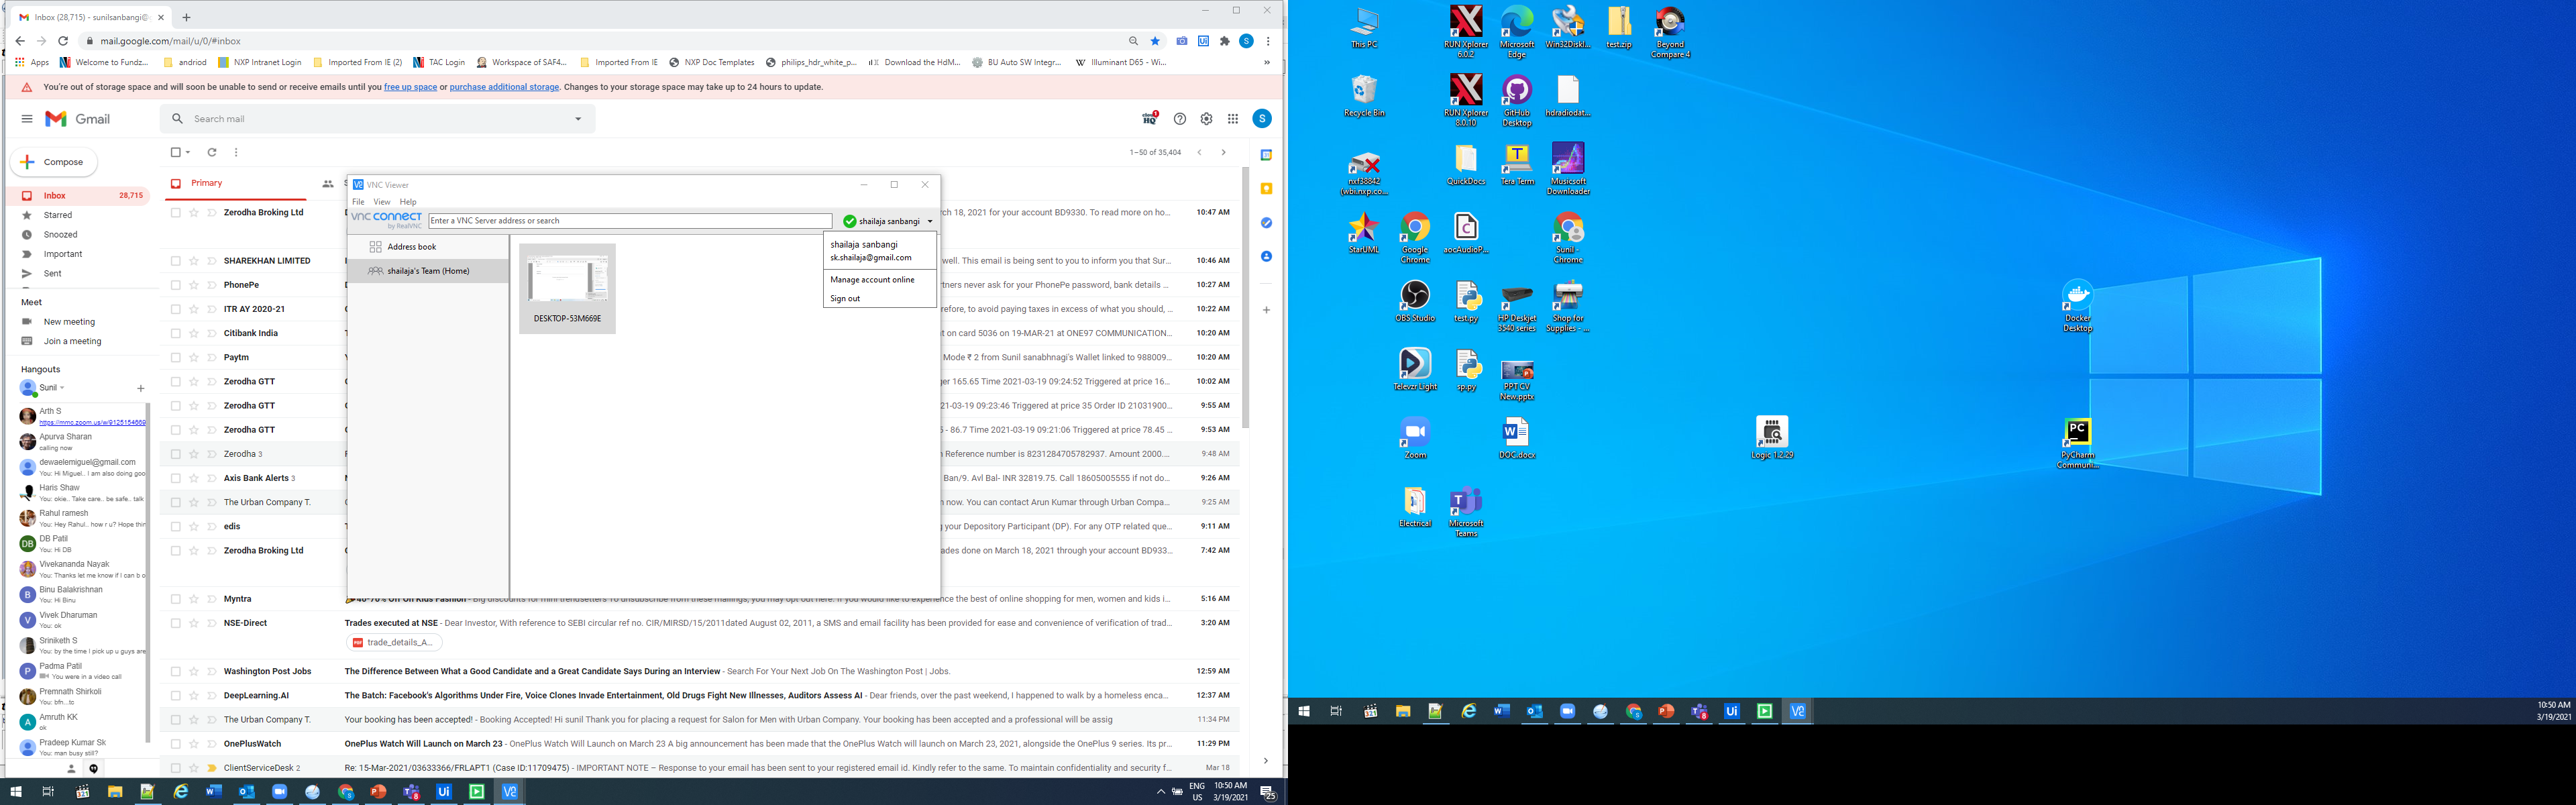 Inbox (28,715) - sunilsanbangi@
mail.google.com/mail/u/0/#inbox
Apps
Welcome to Fundz...
andriod
NXP Intranet Login
Imported From IE (2)
TAC Login
Workspace of SAF4...
Imported From IE
NXP Doc Templates
philips_hdr_white_p...
Download the HdM...
BU Auto SW Integr...
Illuminant D65 - Wi...
You're out of storage space and will soon be unable to send or receive emails until you free up space or purchase additional storage. Changes to your storage space may take up to 24 hours to update.
Gmail
Search mail
Compose
1–50 of 35,404
Inbox 28,715
Starred
Snoozed
Important
Sent
Meet
New meeting
Join a meeting
Hangouts
Sunil
Arth S
https://mmc.zoom.us/w/9125154669
Apurva Sharan
calling now
dewaelemiguel@gmail.com
You: Hi Miguel.. I am also doing goo
Haris Shaw
You: okie.. Take care.. be safe.. talk
Rahul ramesh
You: Hey Rahul.. how r u? Hope thin
DB Patil
You: Hi DB
Vivekananda Nayak
You: Thanks let me know if I can b o
Binu Balakrishnan
You: Hi Binu
Vivek Dharuman
You: ok
Sriniketh S
You: by the time I pick up u guys are
Padma Patil
You were in a video call
Premnath Shirkoli
You: bfn...tc
Amruth KK
ok
Pradeep Kumar Sk
You: man busy still?
Primary
Zerodha Broking Ltd
rch 18, 2021 for your account BD9330. To read more on ho... 10:47 AM
SHAREKHAN LIMITED
well. This email is being sent to you to inform you that Sur... 10:46 AM
PhonePe
rtners never ask for your PhonePe password, bank details ... 10:27 AM
ITR AY 2020-21
refore, to avoid paying taxes in excess of what you should, ... 10:22 AM
Citibank India
nt on card 5036 on 19-MAR-21 at ONE97 COMMUNICATION... 10:20 AM
Paytm
Mode ₹ 2 from Sunil sanabhnagi's Wallet linked to 988009... 10:20 AM
Zerodha GTT
ger 165.65 Time 2021-03-19 09:24:52 Triggered at price 16... 10:02 AM
Zerodha GTT
021-03-19 09:23:46 Triggered at price 35 Order ID 21031900... 9:55 AM
Zerodha GTT
5 - 86.7 Time 2021-03-19 09:21:06 Triggered at price 78.45 ... 9:53 AM
Zerodha 3
n Reference number is 8231284705782937. Amount 2000.... 9:48 AM
Axis Bank Alerts 3
Ban/9. Avl Bal- INR 32819.75. Call 18605005555 if not do... 9:26 AM
The Urban Company T.
n now. You can contact Arun Kumar through Urban Compa... 9:25 AM
edis
g your Depository Participant (DP). For any OTP related que... 9:11 AM
Zerodha Broking Ltd
ades done on March 18, 2021 through your account BD933... 7:42 AM
Myntra
40-70% Off On Kids Fashion - Big discounts for mini trendsetters To unsubscribe from these mailings, you may opt out here. If you would like to experience the best of online shopping for men, women and kids i... 5:16 AM
NSE-Direct
Trades executed at NSE - Dear Investor, With reference to SEBI circular ref no. CIR/MIRSD/15/2011dated August 02, 2011, a SMS and email facility has been provided for ease and convenience of verification of trad... 3:20 AM
PDF trade_details_A...
Washington Post Jobs
The Difference Between What a Good Candidate and a Great Candidate Says During an Interview - Search For Your Next Job On The Washington Post | Jobs. 12:59 AM
DeepLearning.AI
The Batch: Facebook's Algorithms Under Fire, Voice Clones Invade Entertainment, Old Drugs Fight New Illnesses, Auditors Assess AI - Dear friends, over the past weekend, I happened to walk by a homeless enca... 12:37 AM
The Urban Company T.
Your booking has been accepted! - Booking Accepted! Hi sunil Thank you for placing a request for Salon for Men with Urban Company. Your booking has been accepted and a professional will be assig 11:34 PM
OnePlusWatch
OnePlus Watch Will Launch on March 23 - OnePlus Watch Will Launch on March 23 A big announcement has been made that the OnePlus Watch will launch on March 23, 2021, alongside the OnePlus 9 series. Its pr... 11:29 PM
ClientServiceDesk 2
Re: 15-Mar-2021/03633366/FRLAPT1 (Case ID:11709475) - IMPORTANT NOTE – Response to your email has been sent to your registered email id. Kindly refer to the same. To maintain confidentiality and security f... Mar 18
VNC Viewer
File View Help
VNC CONNECT
by RealVNC
Enter a VNC Server address or search
shailaja sanbangi
Address book
shailaja's Team (Home)
DESKTOP-53M669E
shailaja sanbangi
sk.shailaja@gmail.com
Manage account online
Sign out
ENG
US
10:50 AM
3/19/2021
25
This PC
RUN Xplorer
6.0.2
Microsoft
Edge
Win32DiskI...
test.zip
Beyond
Compare 4
Recycle Bin
RUN Xplorer
8.0.10
GitHub
Desktop
hdradiodat...
nxf38842
(wbi.nxp.co...
QuickDocs
Tera Term
Musicsoft
Downloader
StarUML
Google
Chrome
aocAudioP...
Sunil -
Chrome
OBS Studio
test.py
HP Deskjet
3540 series
Shop for
Supplies - ...
Docker
Desktop
Televzr Light
sp.py
PPT CV
New.pptx
Zoom
DOC.docx
Logic 1.2.29
PyCharm
Communi...
Electrical
Microsoft
Teams
10:50 AM
3/19/2021